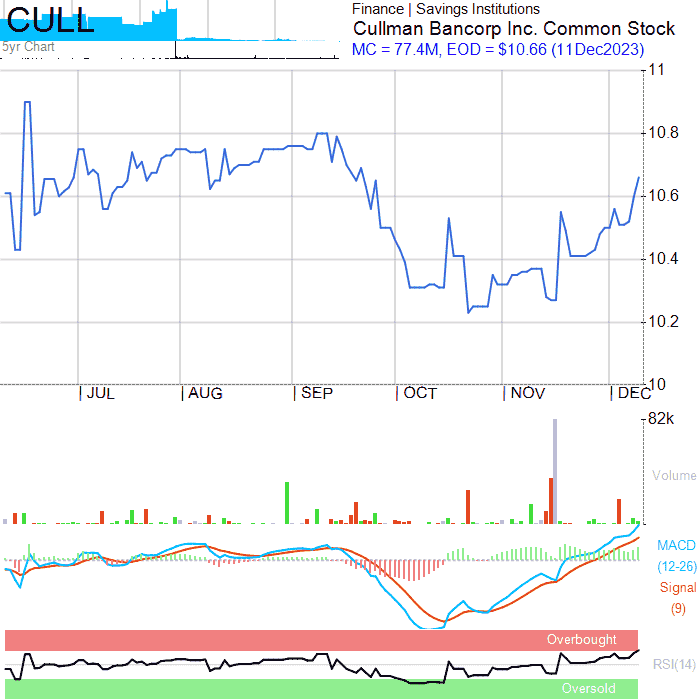 CULL
5yr Chart
Finance | Savings Institutions
Cullman Bancorp Inc. Common Stock
MC = 77.4M, EOD = $10.66 (11Dec2023)
11
10.8
10.6
10.4
10.2
10
| JUL | AUG | SEP | OCT | NOV | DEC
82k
Volume
MACD
(12-26)
Signal
(9)
Overbought
RSI(14)
Oversold